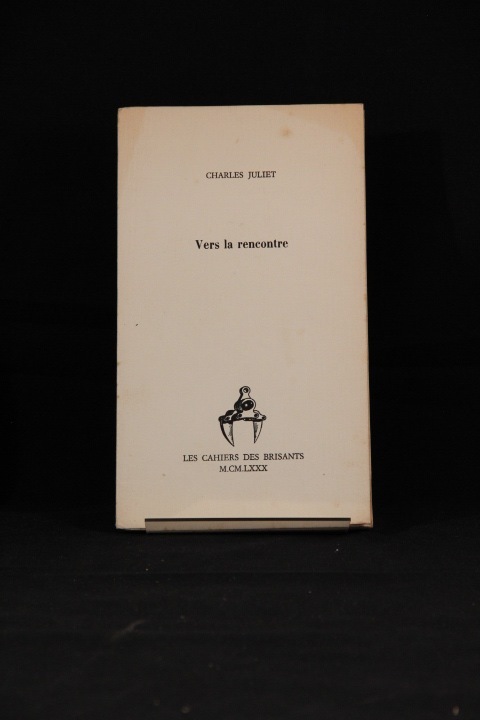 CHARLES JULIET
Vers la rencontre
LES CAHIERS DES BRISANTS
M.CM.LXXX